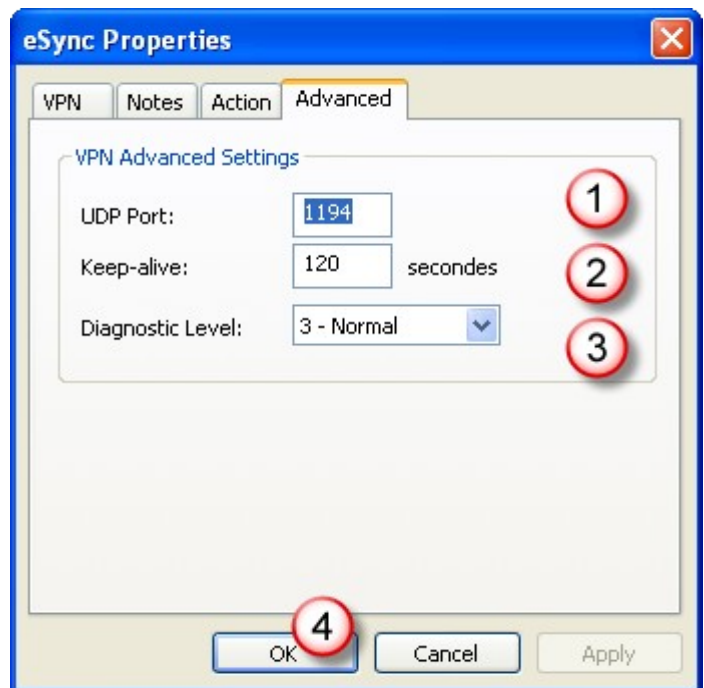 eSync Properties
VPN Notes Action Advanced
VPN Advanced Settings
UDP Port: 1194 1
Keep-alive: 120 secondes 2
Diagnostic Level: 3 - Normal 3
4
OK Cancel Apply